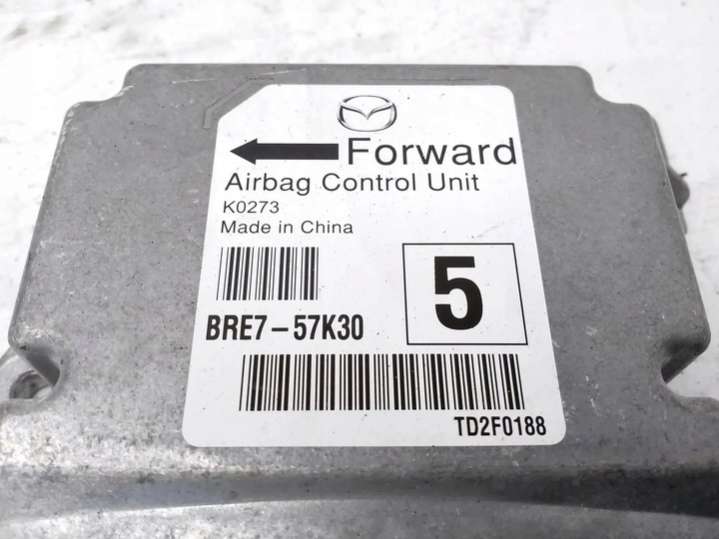 Forward
Airbag Control Unit
K0273
Made in China
5
BRE7-57K30
TD2F0188